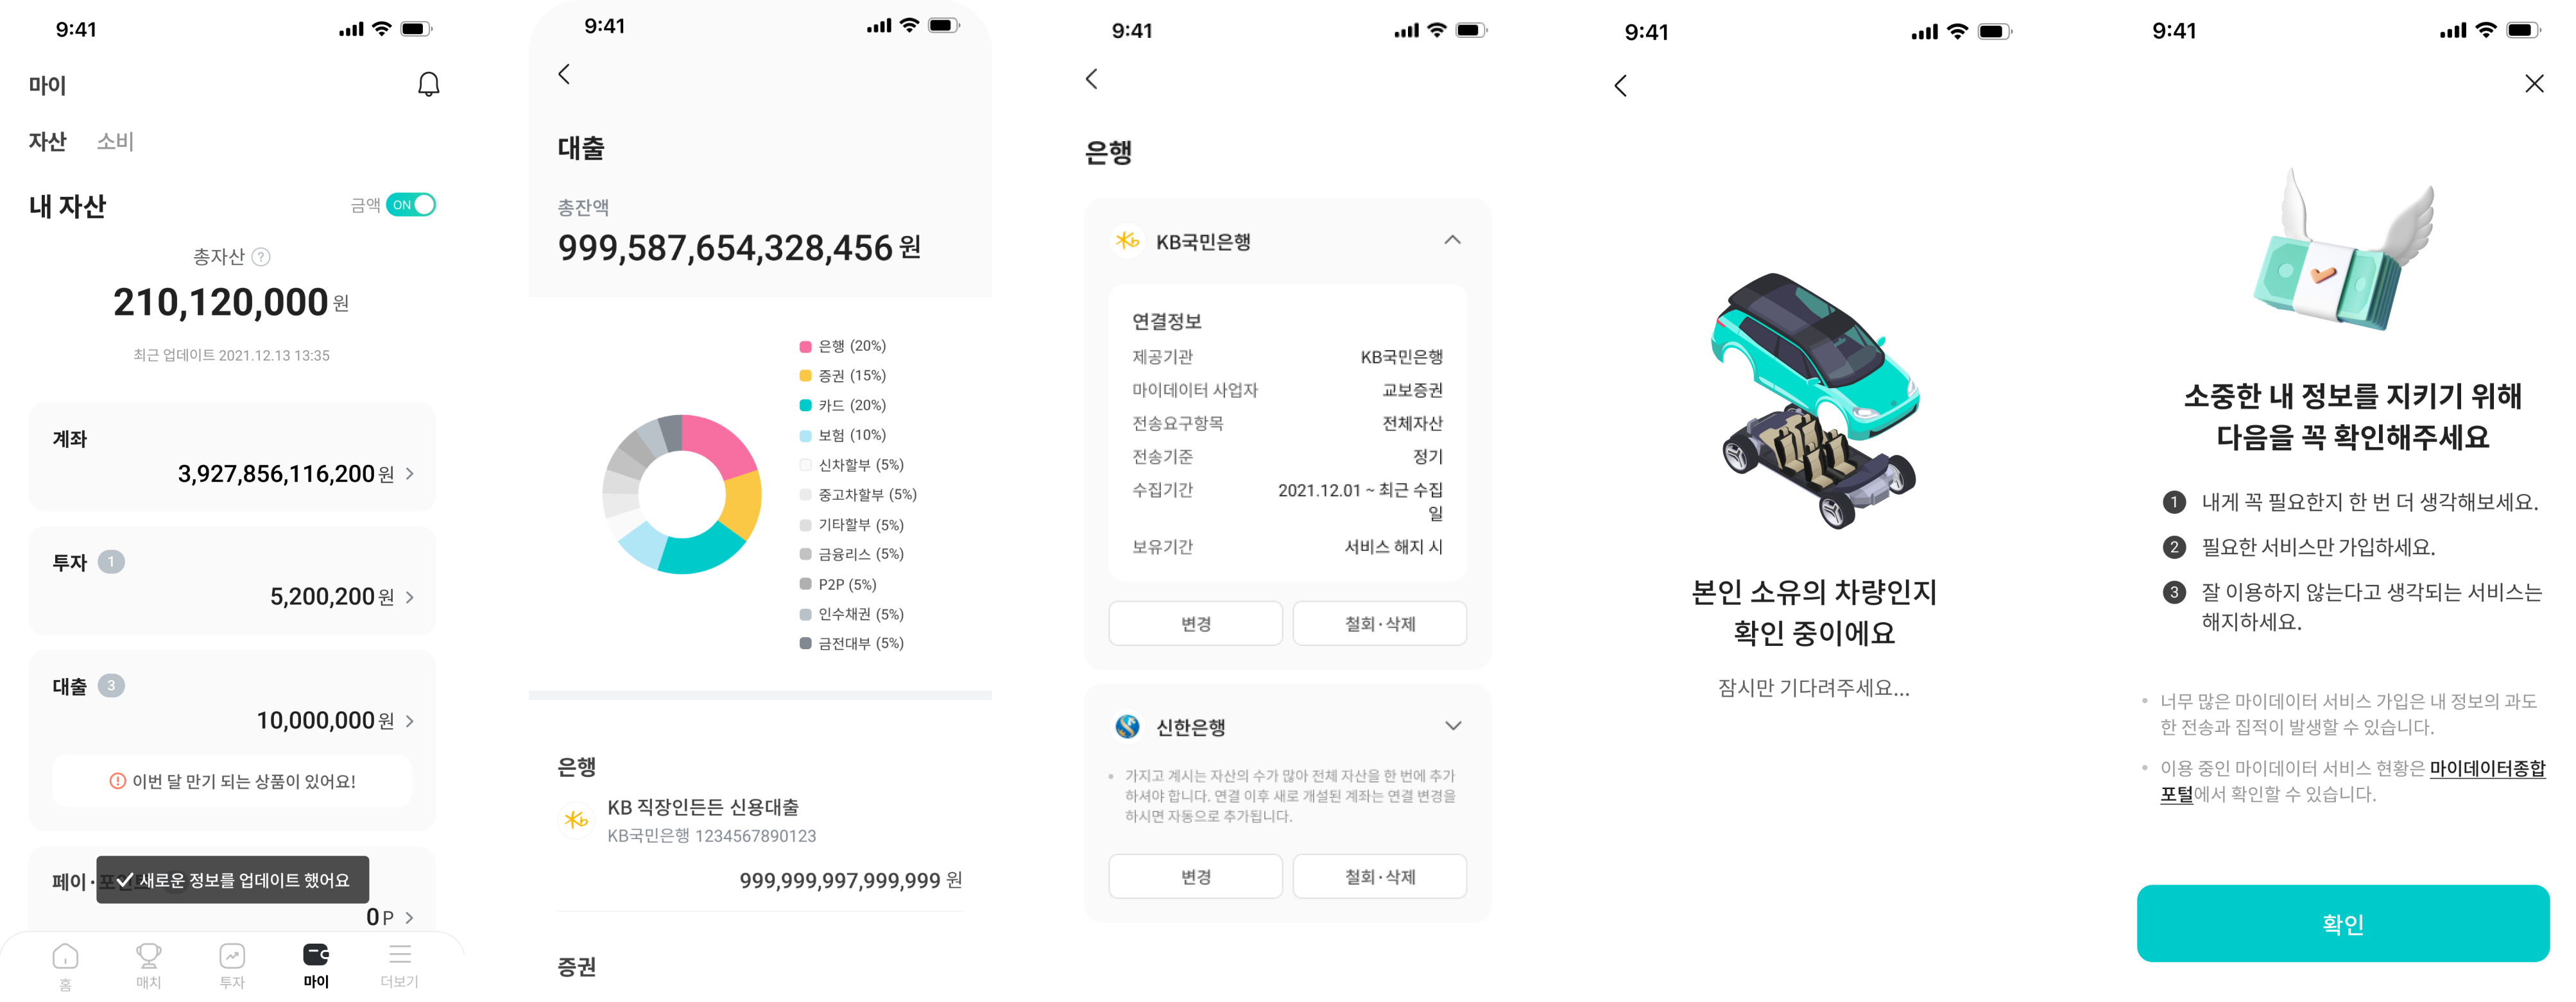 9:41
마이
자산 소비
내 자산
금액 ON
총자산 ?
210,120,000 원
최근 업데이트 2021.12.13 13:35
계좌
3,927,856,116,200 원
투자 1
5,200,200 원
대출 3
10,000,000 원
이번 달 만기 되는 상품이 있어요!
페이·포인트
새로운 정보를 업데이트 했어요
0 P
홈 매치 투자 마이 더보기
9:41
대출
총잔액
999,587,654,328,456 원
은행 (20%)
증권 (15%)
카드 (20%)
보험 (10%)
신차할부 (5%)
중고차할부 (5%)
기타할부 (5%)
금융리스 (5%)
P2P (5%)
인수채권 (5%)
금전대부 (5%)
은행
KB 직장인든든 신용대출
KB국민은행 1234567890123
999,999,997,999,999 원
증권
9:41
은행
KB국민은행
연결정보
제공기관 KB국민은행
마이데이터 사업자 교보증권
전송요구항목 전체자산
전송기준 정기
수집기간 2021.12.01 ~ 최근 수집
일
보유기간 서비스 해지 시
변경 철회·삭제
신한은행
• 가지고 계시는 자산의 수가 많아 전체 자산을 한 번에 추가
하셔야 합니다. 연결 이후 새로 개설된 계좌는 연결 변경을
하시면 자동으로 추가됩니다.
변경 철회·삭제
9:41
본인 소유의 차량인지
확인 중이에요
잠시만 기다려주세요...
9:41
소중한 내 정보를 지키기 위해
다음을 꼭 확인해주세요
1 내게 꼭 필요한지 한 번 더 생각해보세요.
2 필요한 서비스만 가입하세요.
3 잘 이용하지 않는다고 생각되는 서비스는
해지하세요.
• 너무 많은 마이데이터 서비스 가입은 내 정보의 과도
한 전송과 집적이 발생할 수 있습니다.
• 이용 중인 마이데이터 서비스 현황은 마이데이터종합
포털에서 확인할 수 있습니다.
확인